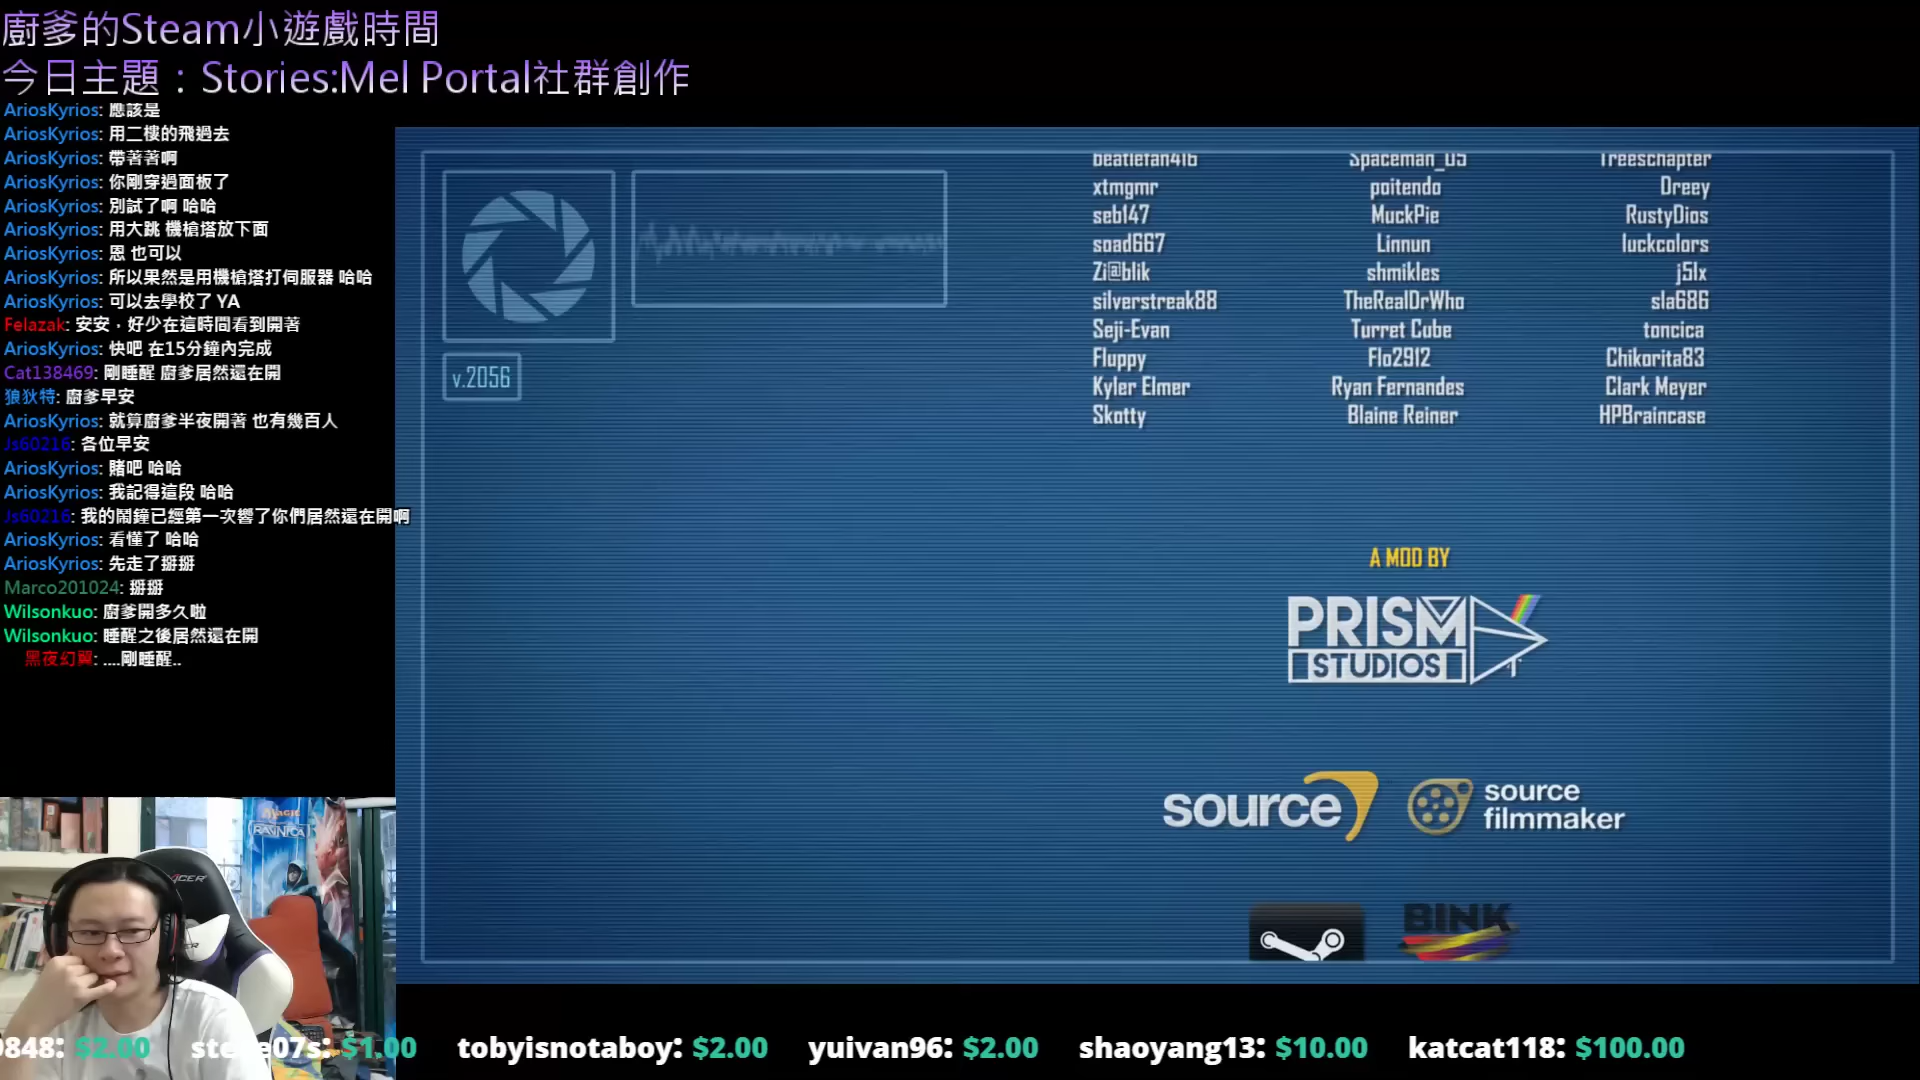 廚爹的Steam小遊戲時間
今日主題：Stories:Mel Portal社群創作
AriosKyrios: 應該是
AriosKyrios: 用二樓的飛過去
AriosKyrios: 帶著著啊
AriosKyrios: 你剛穿過面板了
AriosKyrios: 別試了啊 哈哈
AriosKyrios: 用大跳 機槍塔放下面
AriosKyrios: 恩 也可以
AriosKyrios: 所以果然是用機槍塔打伺服器 哈哈
AriosKyrios: 可以去學校了 YA
Felazak: 安安，好少在這時間看到開著
AriosKyrios: 快吧 在15分鐘內完成
Cat138469: 剛睡醒 廚爹居然還在開
狼狄特: 廚爹早安
AriosKyrios: 就算廚爹半夜開著 也有幾百人
Js60216: 各位早安
AriosKyrios: 賭吧 哈哈
AriosKyrios: 我記得這段 哈哈
Js60216: 我的鬧鐘已經第一次響了你們居然還在開啊
AriosKyrios: 看懂了 哈哈
AriosKyrios: 先走了掰掰
Marco201024: 掰掰
Wilsonkuo: 廚爹開多久啦
Wilsonkuo: 睡醒之後居然還在開
黑夜幻翼: ....剛睡醒..
v.2056
beatlefan416 Spaceman_05 Treeschapter
xtmgmr poitendo Dreey
seb147 MuckPie RustyDios
soad667 Linnun luckcolors
Zi@blik shmikles j5lx
silverstreak88 TheRealDrWho sla686
Seji-Evan Turret Cube toncica
Fluppy Flo2912 Chikorita83
Kyler Elmer Ryan Fernandes Clark Meyer
Skotty Blaine Reiner HPBraincase
A MOD BY
PRISM
STUDIOS
source
source
filmmaker
BINK
MAGIC
RAVNICA
9848: $2.00 steve07s: $1.00 tobyisnotaboy: $2.00 yuivan96: $2.00 shaoyang13: $10.00 katcat118: $100.00